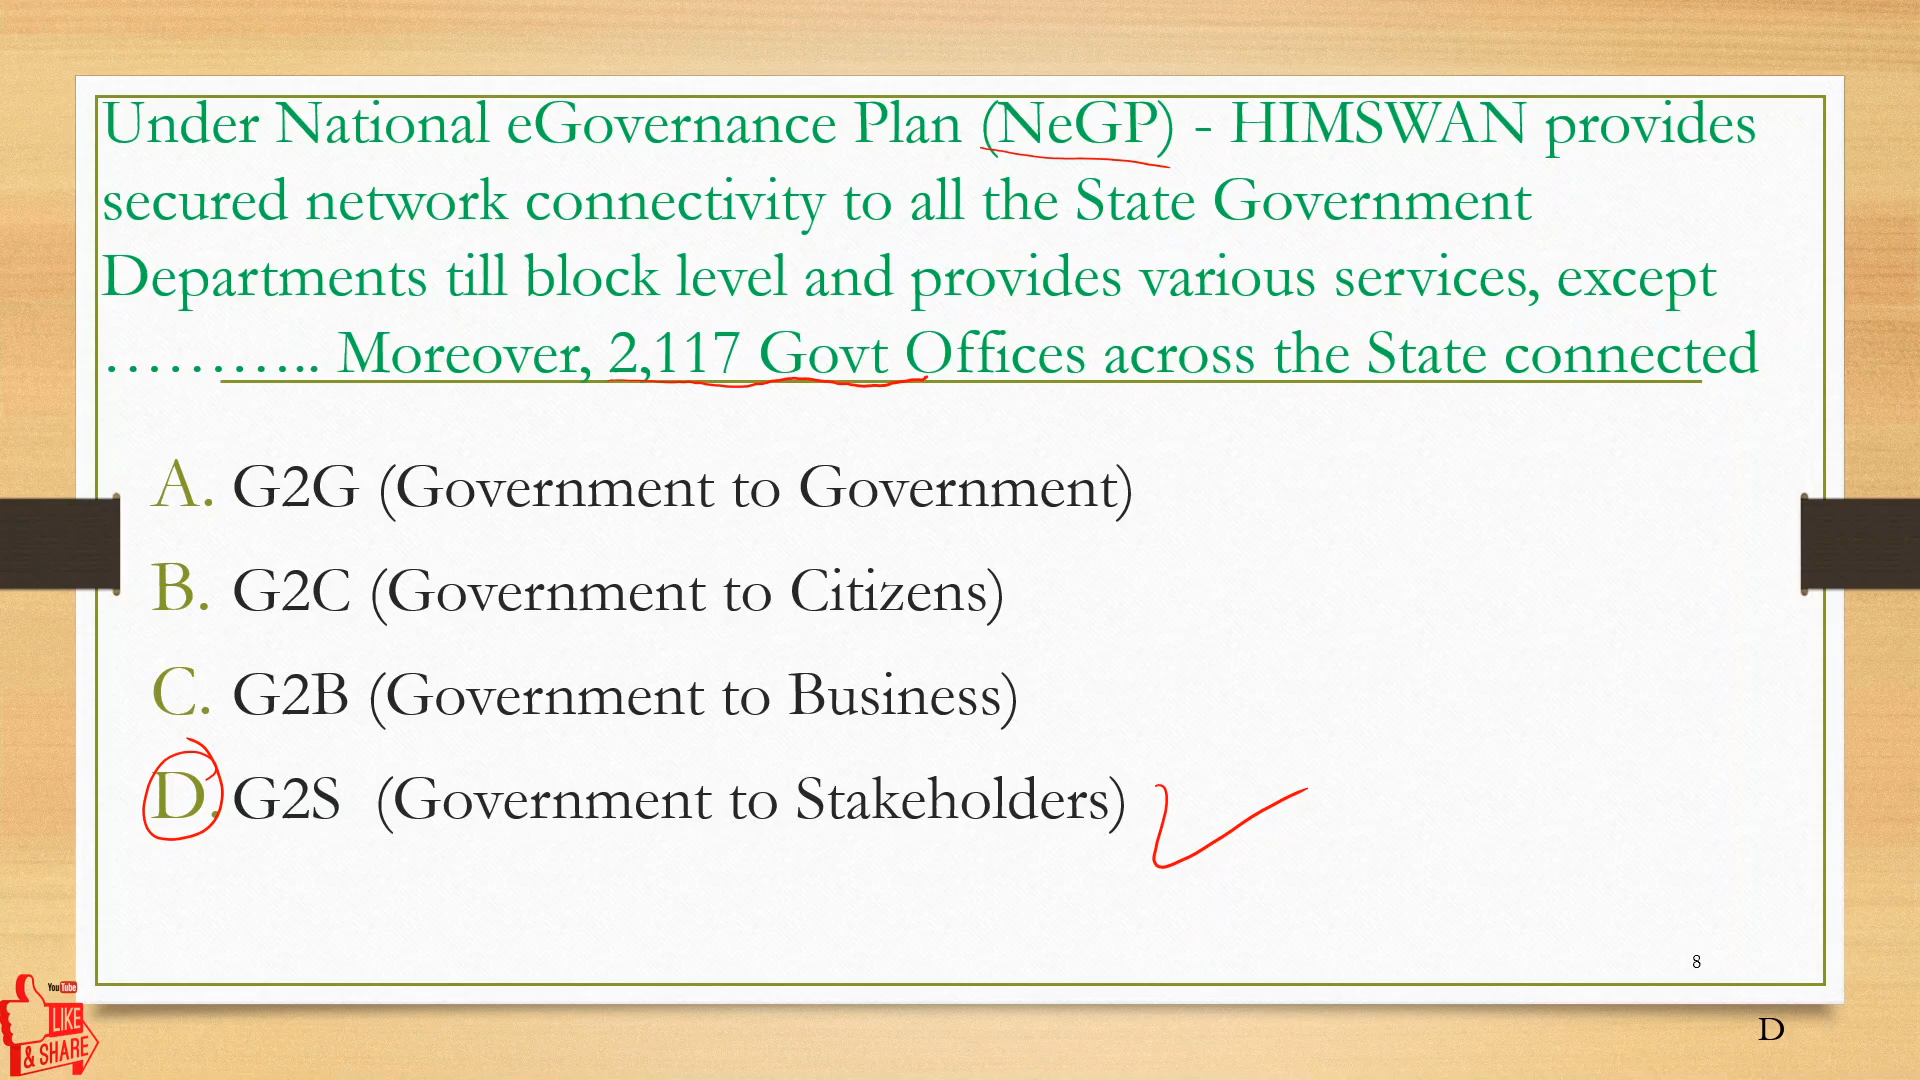 Under National eGovernance Plan (NeGP) - HIMSWAN provides
secured network connectivity to all the State Government
Departments till block level and provides various services, except
……….. Moreover, 2,117 Govt Offices across the State connected
A. G2G (Government to Government)
B. G2C (Government to Citizens)
C. G2B (Government to Business)
D. G2S (Government to Stakeholders)
8
YouTube
LIKE
& SHARE
D